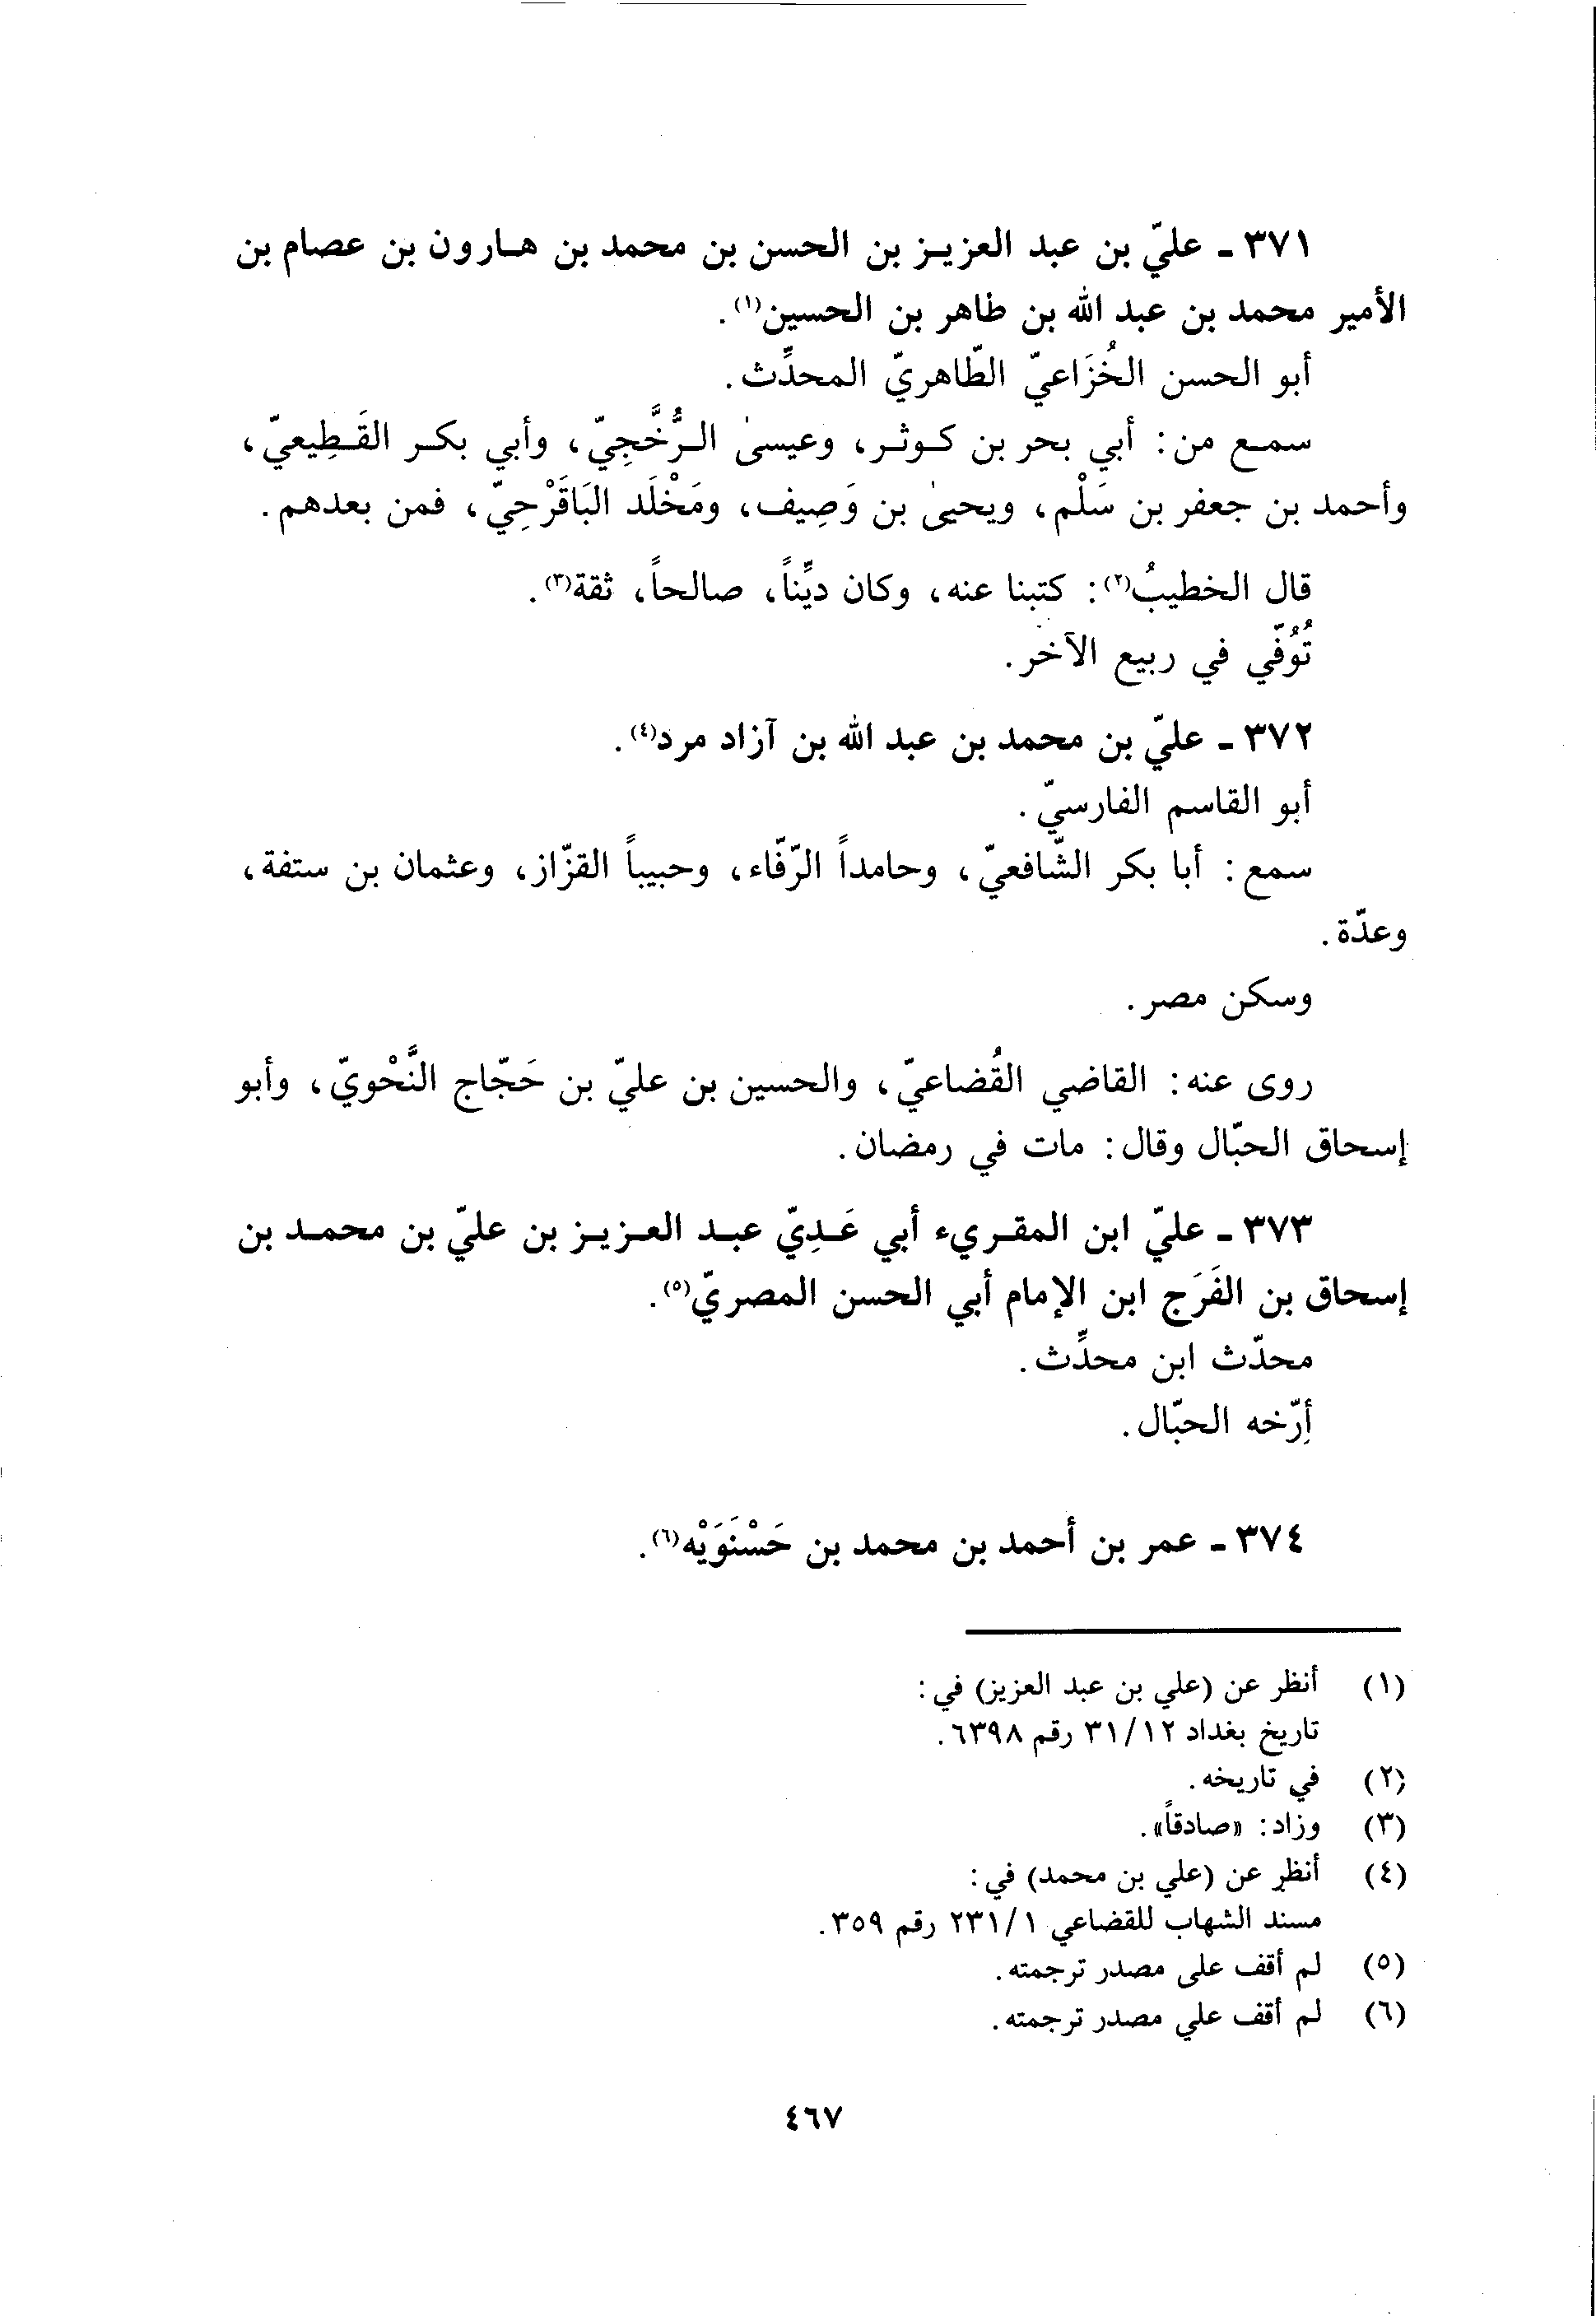 ٣٧١ - عليّ بن عبد العزيز بن الحسن بن محمد بن هارون بن عصام بن
الأمير محمد بن عبد الله بن طاهر بن الحسين(١).
أبو الحسن الخُزَاعيّ الطّاهريّ المحدِّث.
سمع من: أبي بحر بن كوثر، وعيسىٰ الرُّخَّجِيّ، وأبي بكر القَطِيعيّ،
وأحمد بن جعفر بن سَلْم، ويحيىٰ بن وَصِيف، ومَخْلَد البَاقَرْحِيّ، فمن بعدهم.
قال الخطيبُ(٢): كتبنا عنه، وكان ديِّناً، صالحاً، ثقة(٣).
تُوُفّي في ربيع الآخر.
٣٧٢ - عليّ بن محمد بن عبد الله بن آزاد مرد(٤).
أبو القاسم الفارسيّ.
سمع: أبا بكر الشّافعيّ، وحامداً الرّفّاء، وحبيباً القزّاز، وعثمان بن ستفة،
وعدّة.
وسكن مصر.
روى عنه: القاضي القُضاعيّ، والحسين بن عليّ بن حَجّاج النَّحْويّ، وأبو
إسحاق الحبّال وقال: مات في رمضان.
٣٧٣ - عليّ ابن المقريء أبي عَدِيّ عبد العزيز بن عليّ بن محمد بن
إسحاق بن الفَرَج ابن الإمام أبي الحسن المصريّ(٥).
محدّث ابن محدِّث.
أرّخه الحبّال.
٣٧٤ - عمر بن أحمد بن محمد بن حَسْنَوَيْه(٦).
(١) أنظر عن (علي بن عبد العزيز) في:
تاريخ بغداد ٣١/١٢ رقم ٦٣٩٨.
(٢) في تاريخه.
(٣) وزاد: «صادقاً».
(٤) أنظر عن (علي بن محمد) في:
مسند الشهاب للقضاعي ٢٣١/١ رقم ٣٥٩.
(٥) لم أقف على مصدر ترجمته.
(٦) لم أقف علي مصدر ترجمته.
٤٦٧